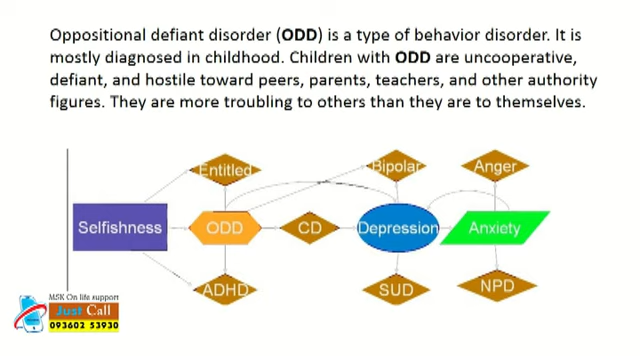 Oppositional defiant disorder (ODD) is a type of behavior disorder. It is
mostly diagnosed in childhood. Children with ODD are uncooperative,
defiant, and hostile toward peers, parents, teachers, and other authority
figures. They are more troubling to others than they are to themselves.
Entitled
Bipolar
Anger
Selfishness
ODD
CD
Depression
Anxiety
ADHD
SUD
NPD
MSK On life support
Just Call
093602 53930